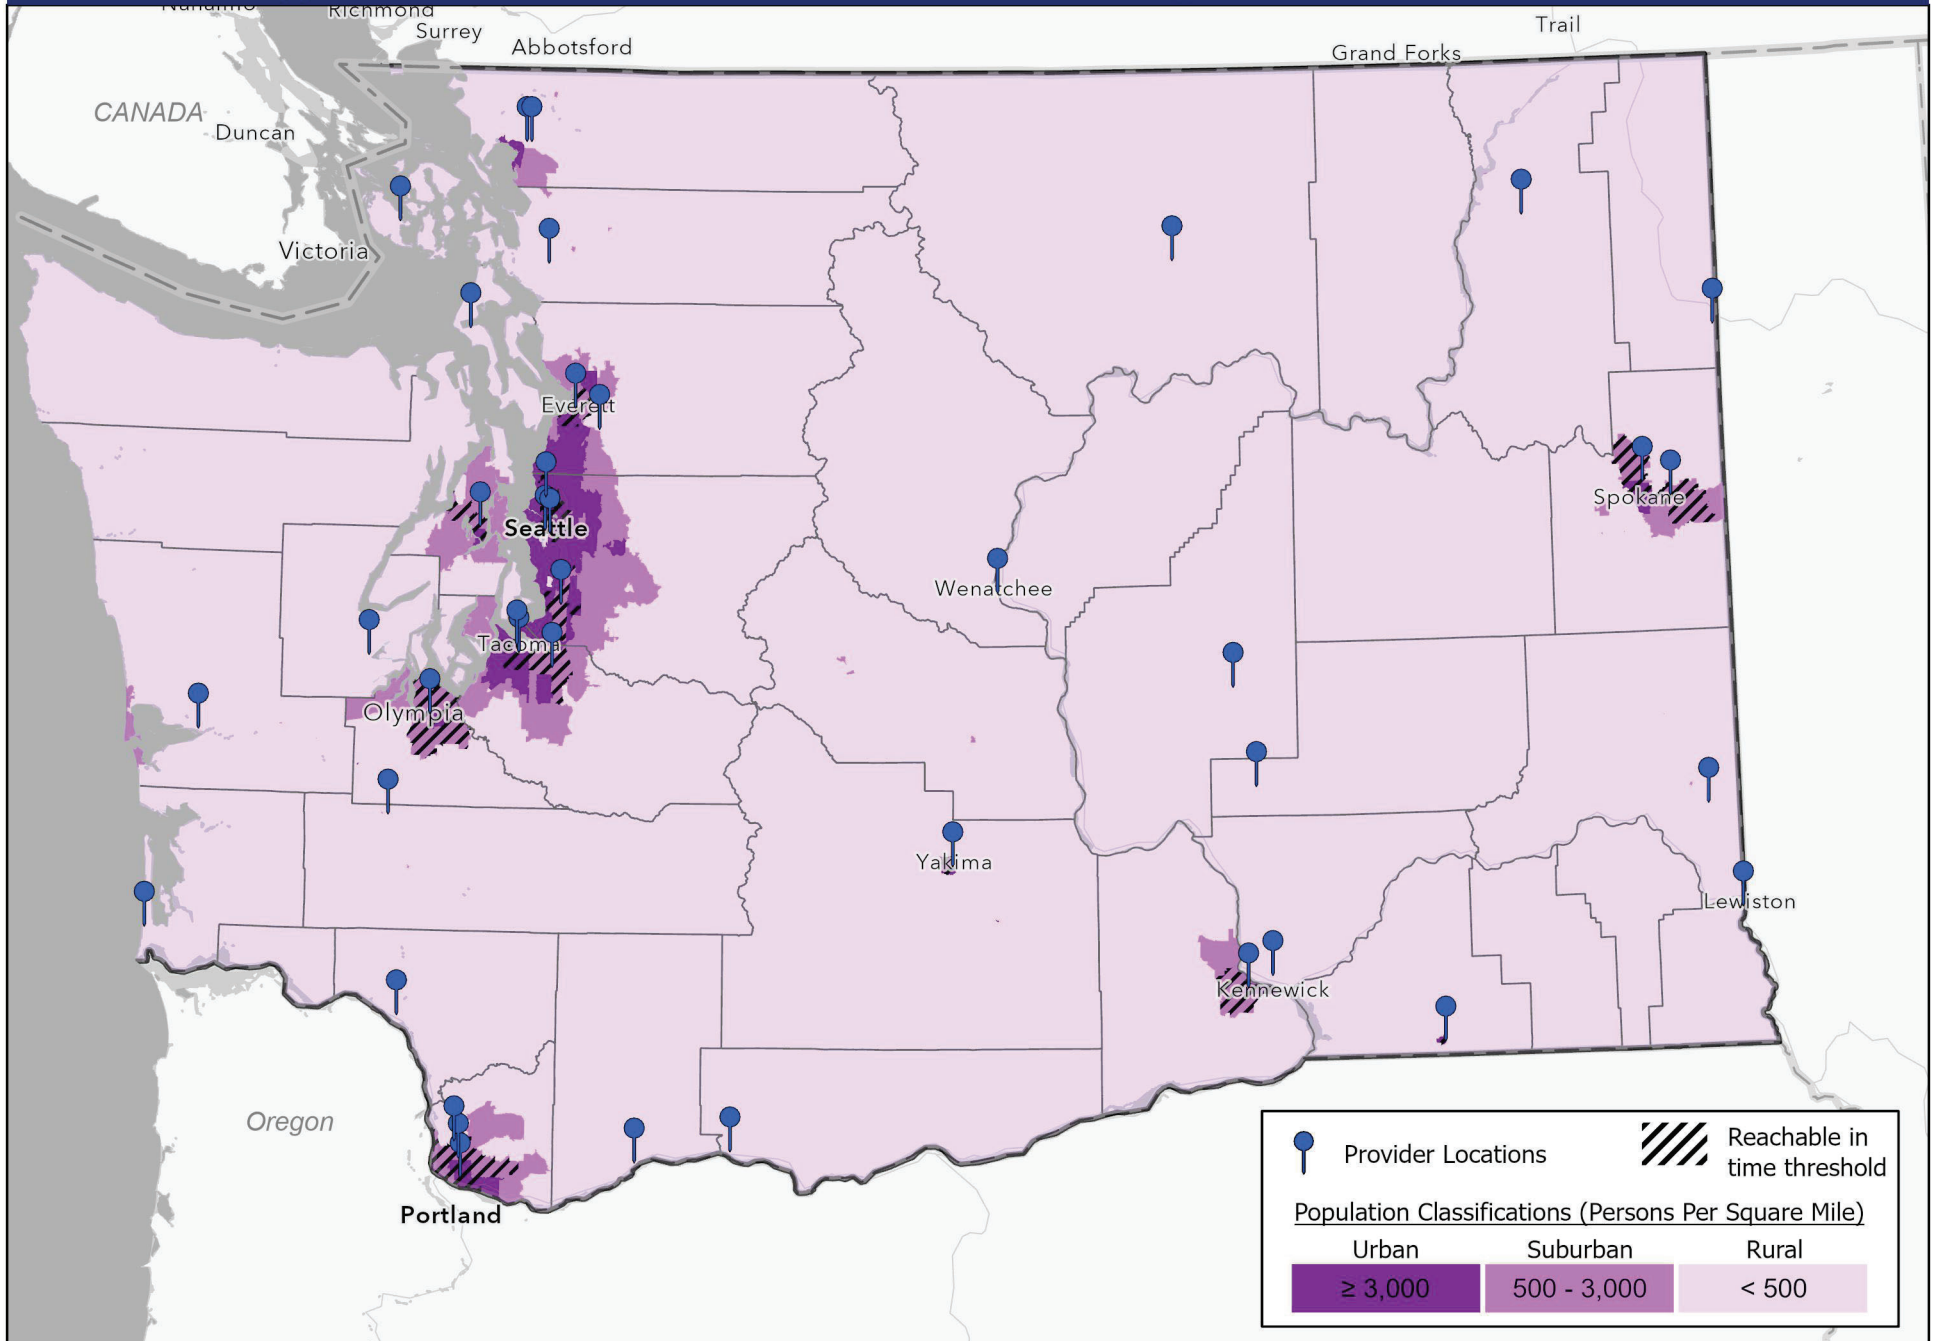 Nanaimo
Richmond
Surrey
Abbotsford
Trail
Grand Forks
CANADA
Duncan
Victoria
Everett
Seattle
Spokane
Wenatchee
Tacoma
Olympia
Yakima
Lewiston
Kennewick
Oregon
Portland
Provider Locations
Reachable in
time threshold
Population Classifications (Persons Per Square Mile)
Urban Suburban Rural
≥ 3,000 500 - 3,000 < 500